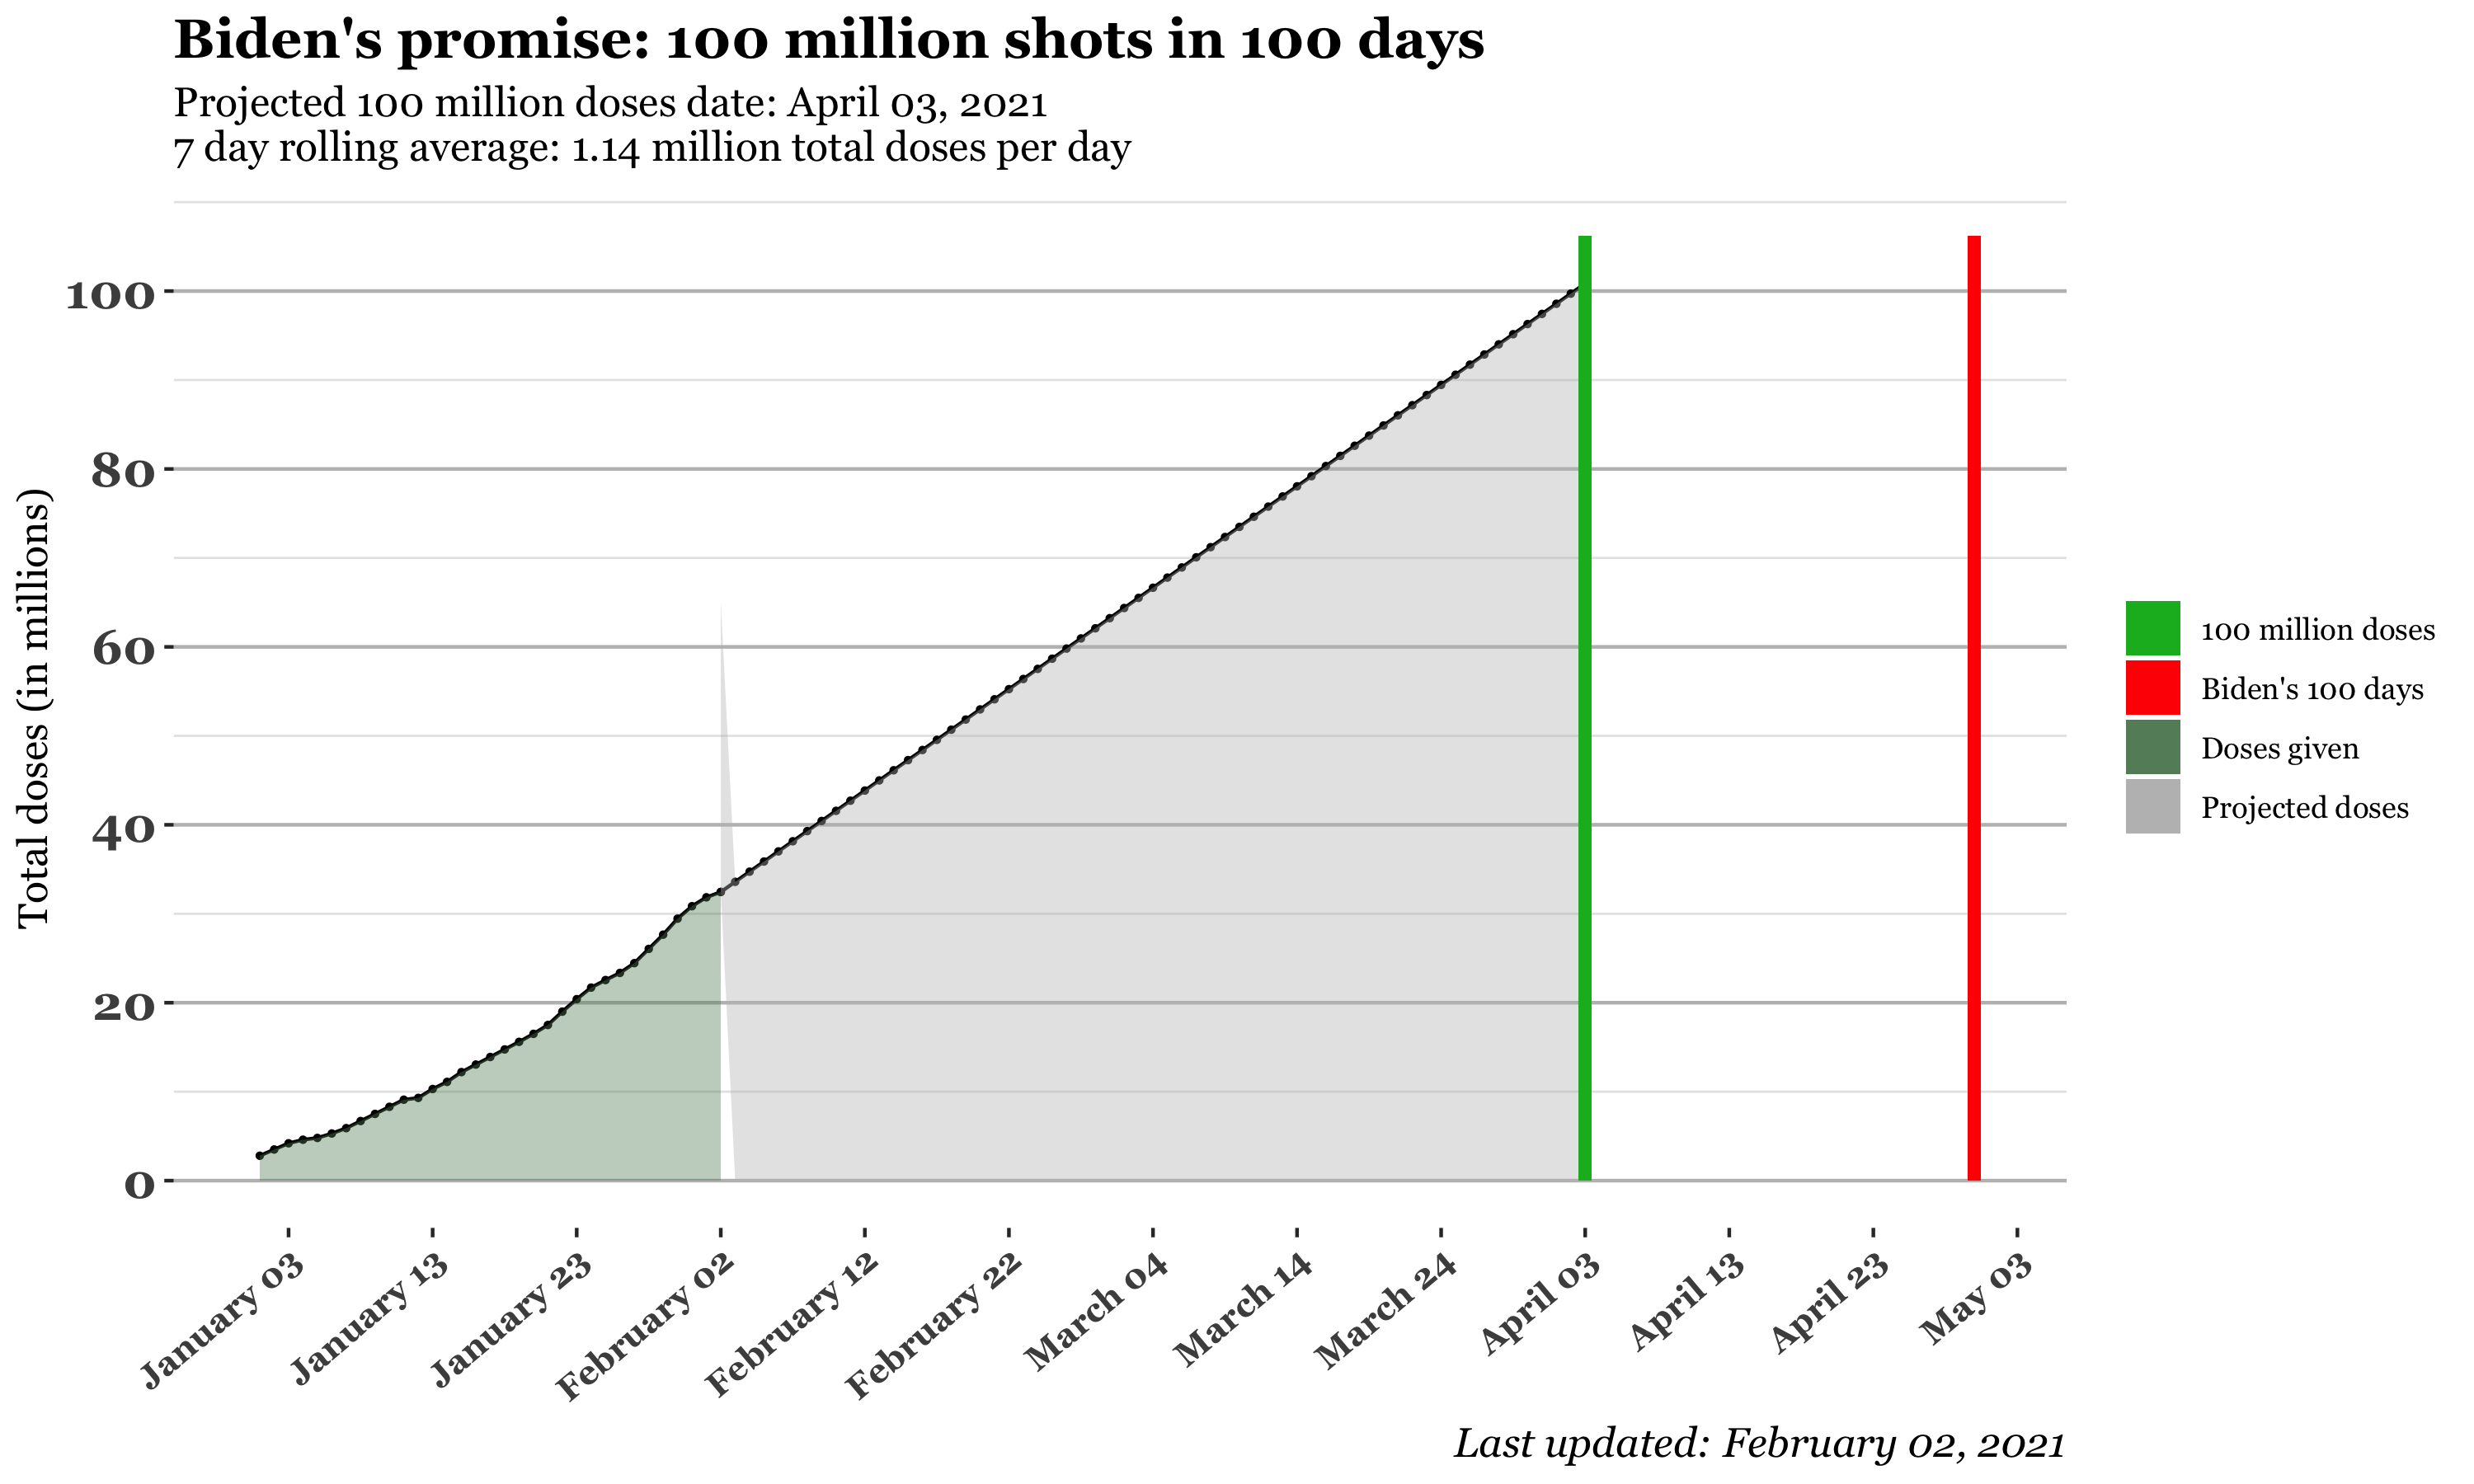 Biden's promise: 100 million shots in 100 days
Projected 100 million doses date: April 03, 2021
7 day rolling average: 1.14 million total doses per day
Total doses (in millions)
100
80
60
40
20
0
100 million doses
Biden's 100 days
Doses given
Projected doses
January 03
January 13
January 23
February 02
February 12
February 22
March 04
March 14
March 24
April 03
April 13
April 23
May 03
Last updated: February 02, 2021